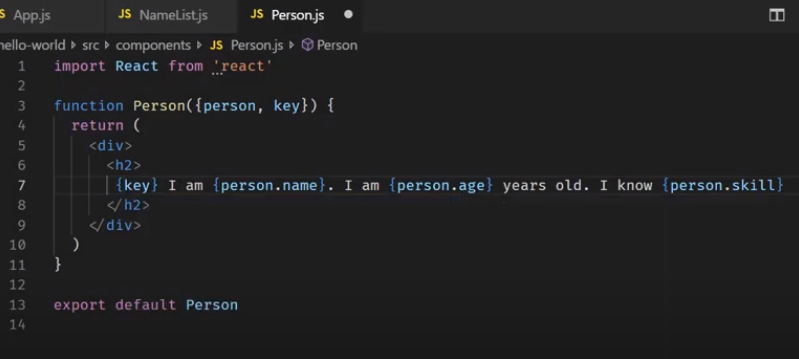 JS App.js JS NameList.js JS Person.js
hello-world src components JS Person.js Person
1 import React from 'react'
2
3 function Person({person, key}) {
4 return (
5 <div>
6 <h2>
7 {key} I am {person.name}. I am {person.age} years old. I know {person.skill}
8 </h2>
9 </div>
10 )
11 }
12
13 export default Person
14